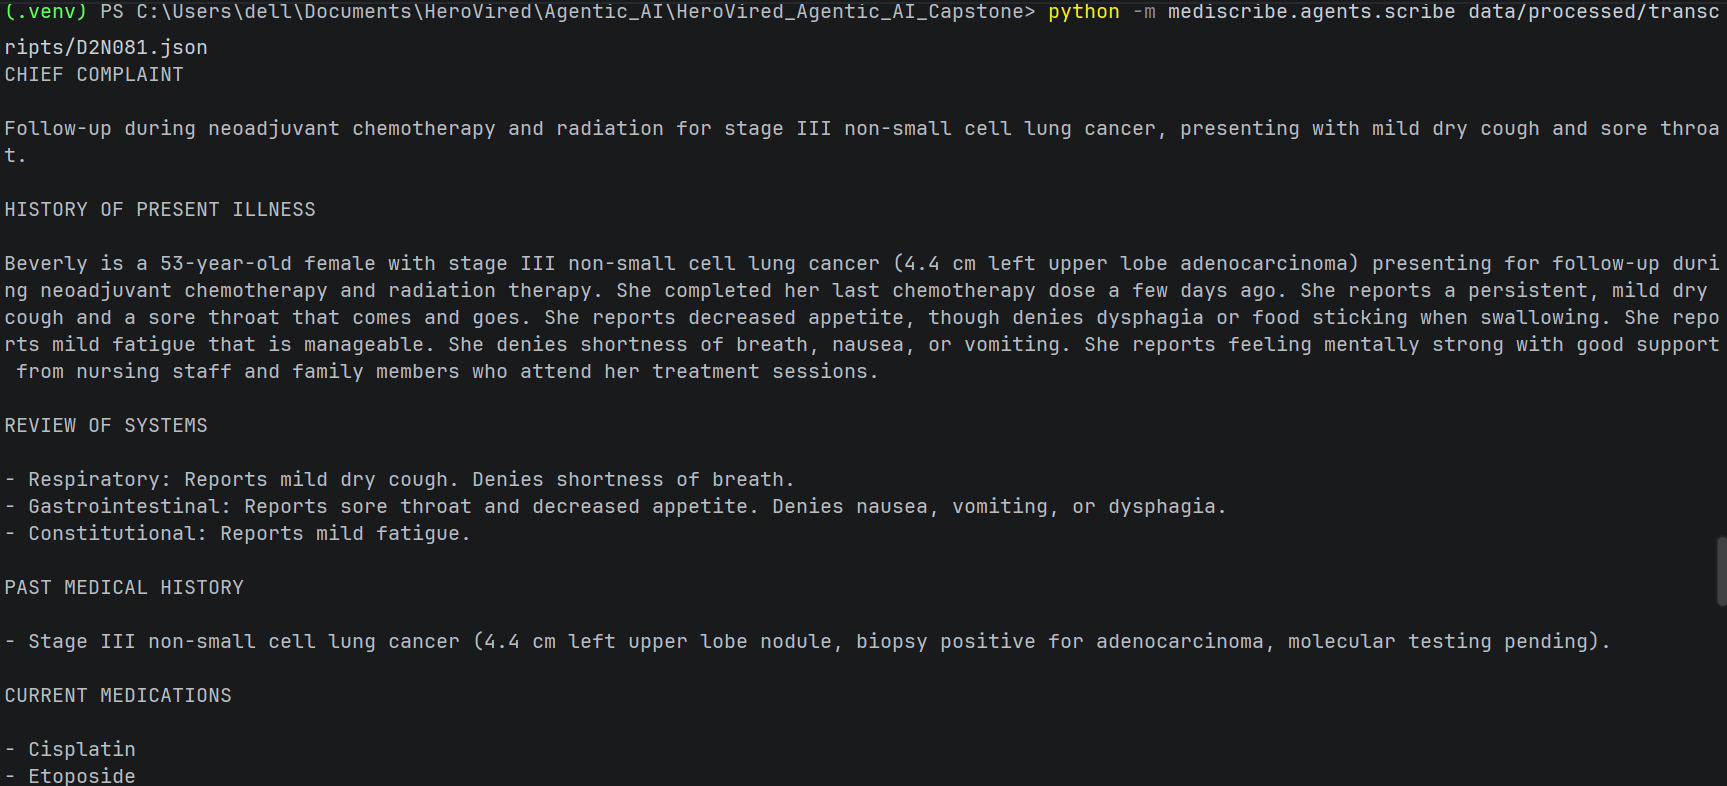 (.venv) PS C:\Users\dell\Documents\HeroVired\Agentic_AI\HeroVired_Agentic_AI_Capstone> python -m mediscribe.agents.scribe data/processed/transc
ripts/D2N081.json
CHIEF COMPLAINT
Follow-up during neoadjuvant chemotherapy and radiation for stage III non-small cell lung cancer, presenting with mild dry cough and sore throa
t.
HISTORY OF PRESENT ILLNESS
Beverly is a 53-year-old female with stage III non-small cell lung cancer (4.4 cm left upper lobe adenocarcinoma) presenting for follow-up duri
ng neoadjuvant chemotherapy and radiation therapy. She completed her last chemotherapy dose a few days ago. She reports a persistent, mild dry
cough and a sore throat that comes and goes. She reports decreased appetite, though denies dysphagia or food sticking when swallowing. She repo
rts mild fatigue that is manageable. She denies shortness of breath, nausea, or vomiting. She reports feeling mentally strong with good support
from nursing staff and family members who attend her treatment sessions.
REVIEW OF SYSTEMS
- Respiratory: Reports mild dry cough. Denies shortness of breath.
- Gastrointestinal: Reports sore throat and decreased appetite. Denies nausea, vomiting, or dysphagia.
- Constitutional: Reports mild fatigue.
PAST MEDICAL HISTORY
- Stage III non-small cell lung cancer (4.4 cm left upper lobe nodule, biopsy positive for adenocarcinoma, molecular testing pending).
CURRENT MEDICATIONS
- Cisplatin
- Etoposide